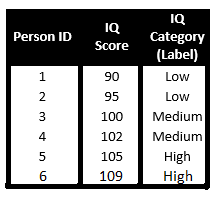 Person ID IQ Score IQ Category (Label)
1 90 Low
2 95 Low
3 100 Medium
4 102 Medium
5 105 High
6 109 High